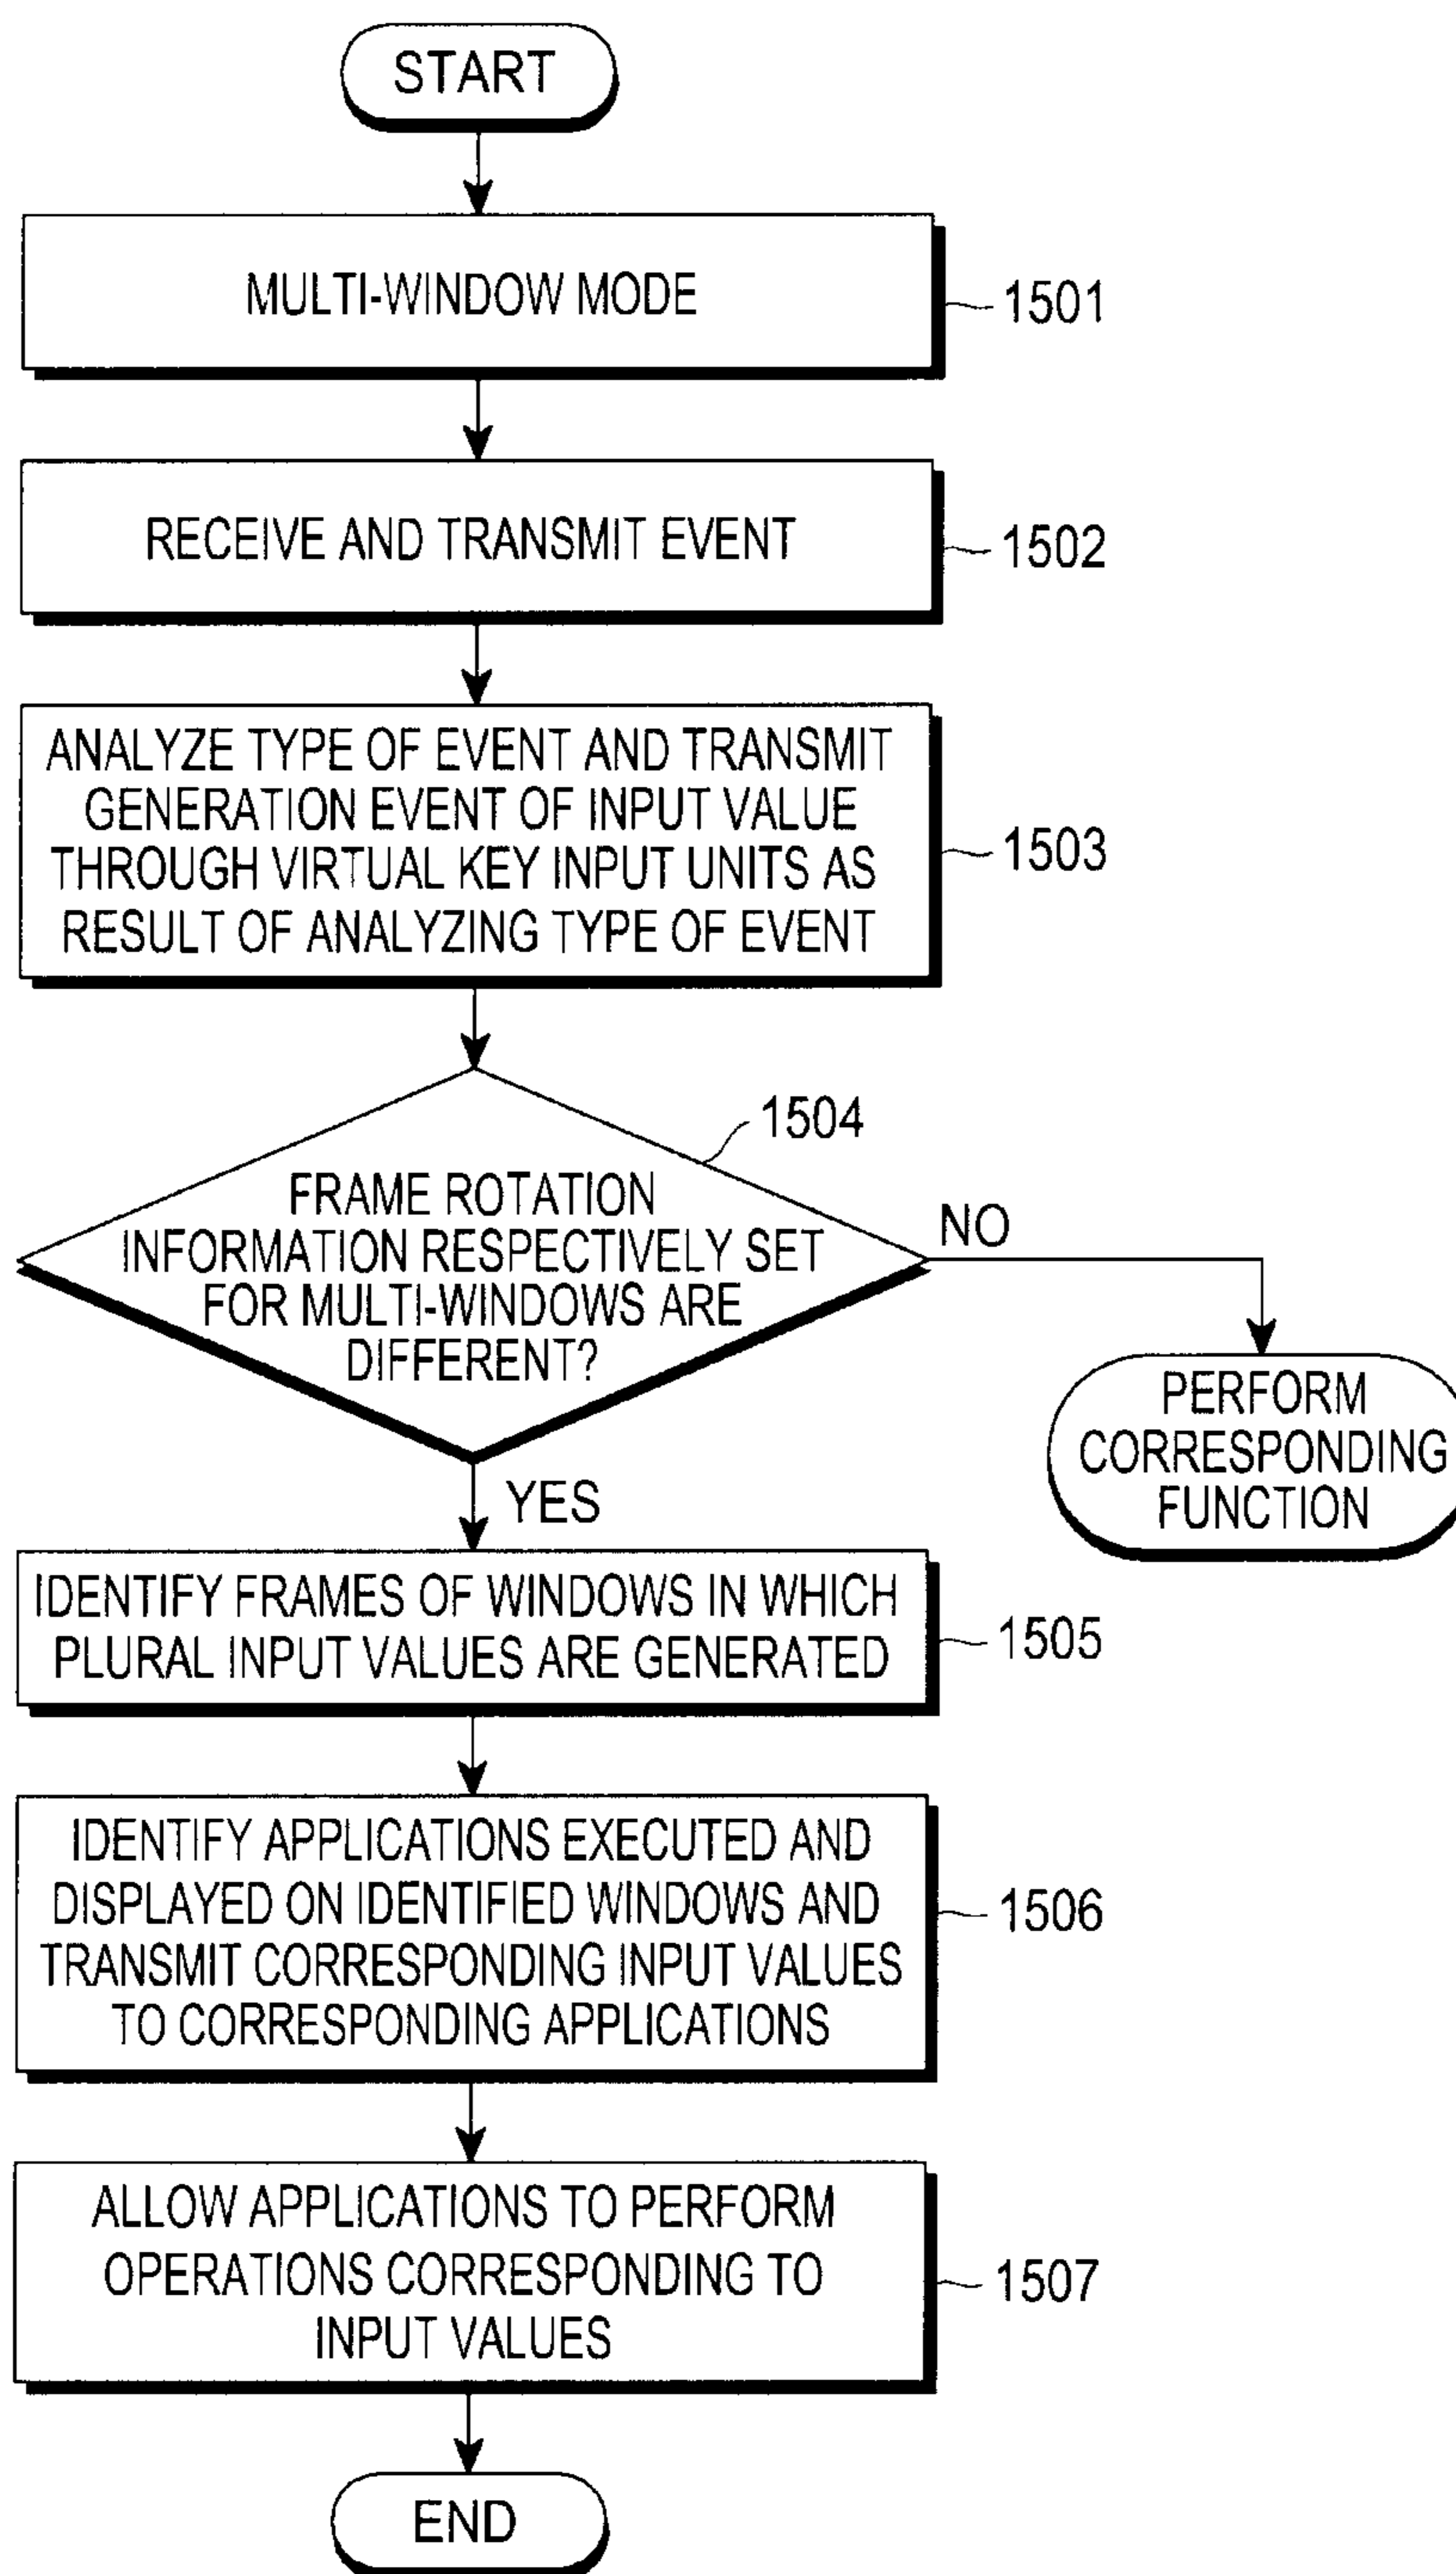 START
MULTI-WINDOW MODE
1501
RECEIVE AND TRANSMIT EVENT
1502
ANALYZE TYPE OF EVENT AND TRANSMIT
GENERATION EVENT OF INPUT VALUE
THROUGH VIRTUAL KEY INPUT UNITS AS
RESULT OF ANALYZING TYPE OF EVENT
1503
1504
FRAME ROTATION
INFORMATION RESPECTIVELY SET
FOR MULTI-WINDOWS ARE
DIFFERENT?
NO
PERFORM
CORRESPONDING
FUNCTION
YES
IDENTIFY FRAMES OF WINDOWS IN WHICH
PLURAL INPUT VALUES ARE GENERATED
1505
IDENTIFY APPLICATIONS EXECUTED AND
DISPLAYED ON IDENTIFIED WINDOWS AND
TRANSMIT CORRESPONDING INPUT VALUES
TO CORRESPONDING APPLICATIONS
1506
ALLOW APPLICATIONS TO PERFORM
OPERATIONS CORRESPONDING TO
INPUT VALUES
1507
END